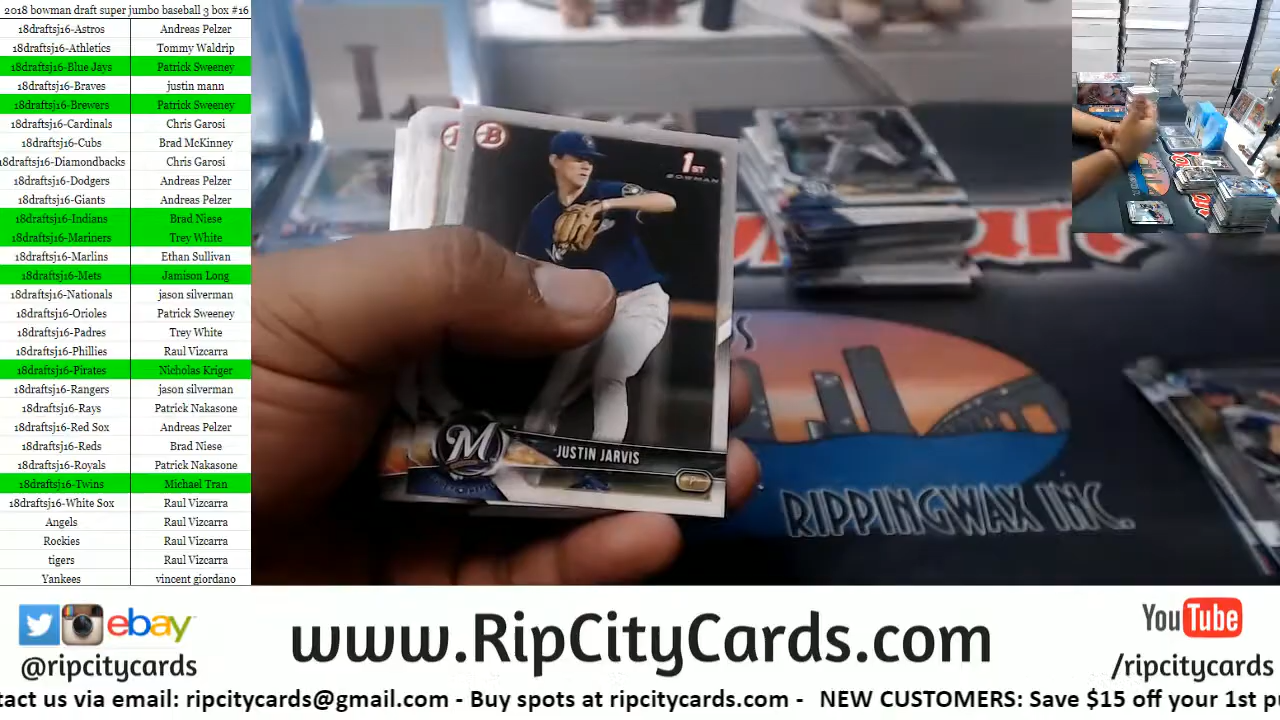 2018 bowman draft super jumbo baseball 3 box #16
18draftsj16-Astros Andreas Pelzer
18draftsj16-Athletics Tommy Waldrip
18draftsj16-Blue Jays Patrick Sweeney
18draftsj16-Braves justin mann
18draftsj16-Brewers Patrick Sweeney
18draftsj16-Cardinals Chris Garosi
18draftsj16-Cubs Brad McKinney
18draftsj16-Diamondbacks Chris Garosi
18draftsj16-Dodgers Andreas Pelzer
18draftsj16-Giants Andreas Pelzer
18draftsj16-Indians Brad Niese
18draftsj16-Mariners Trey White
18draftsj16-Marlins Ethan Sullivan
18draftsj16-Mets Jamison Long
18draftsj16-Nationals jason silverman
18draftsj16-Orioles Patrick Sweeney
18draftsj16-Padres Trey White
18draftsj16-Phillies Raul Vizcarra
18draftsj16-Pirates Nicholas Kriger
18draftsj16-Rangers jason silverman
18draftsj16-Rays Patrick Nakasone
18draftsj16-Red Sox Andreas Pelzer
18draftsj16-Reds Brad Niese
18draftsj16-Royals Patrick Nakasone
18draftsj16-Twins Michael Tran
18draftsj16-White Sox Raul Vizcarra
Angels Raul Vizcarra
Rockies Raul Vizcarra
tigers Raul Vizcarra
Yankees vincent giordano
B
1ST
BOWMAN
M
JUSTIN JARVIS
P
RIPPINGWAX INC.
ebay
@ripcitycards
www.RipCityCards.com
YouTube
/ripcitycards
tact us via email: ripcitycards@gmail.com - Buy spots at ripcitycards.com - NEW CUSTOMERS: Save $15 off your 1st p